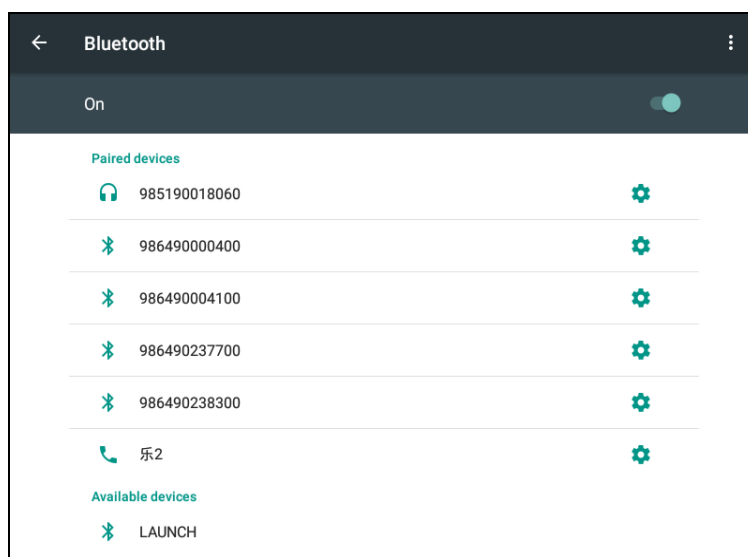 Bluetooth
On
Paired devices
985190018060
986490000400
986490004100
986490237700
986490238300
乐2
Available devices
LAUNCH